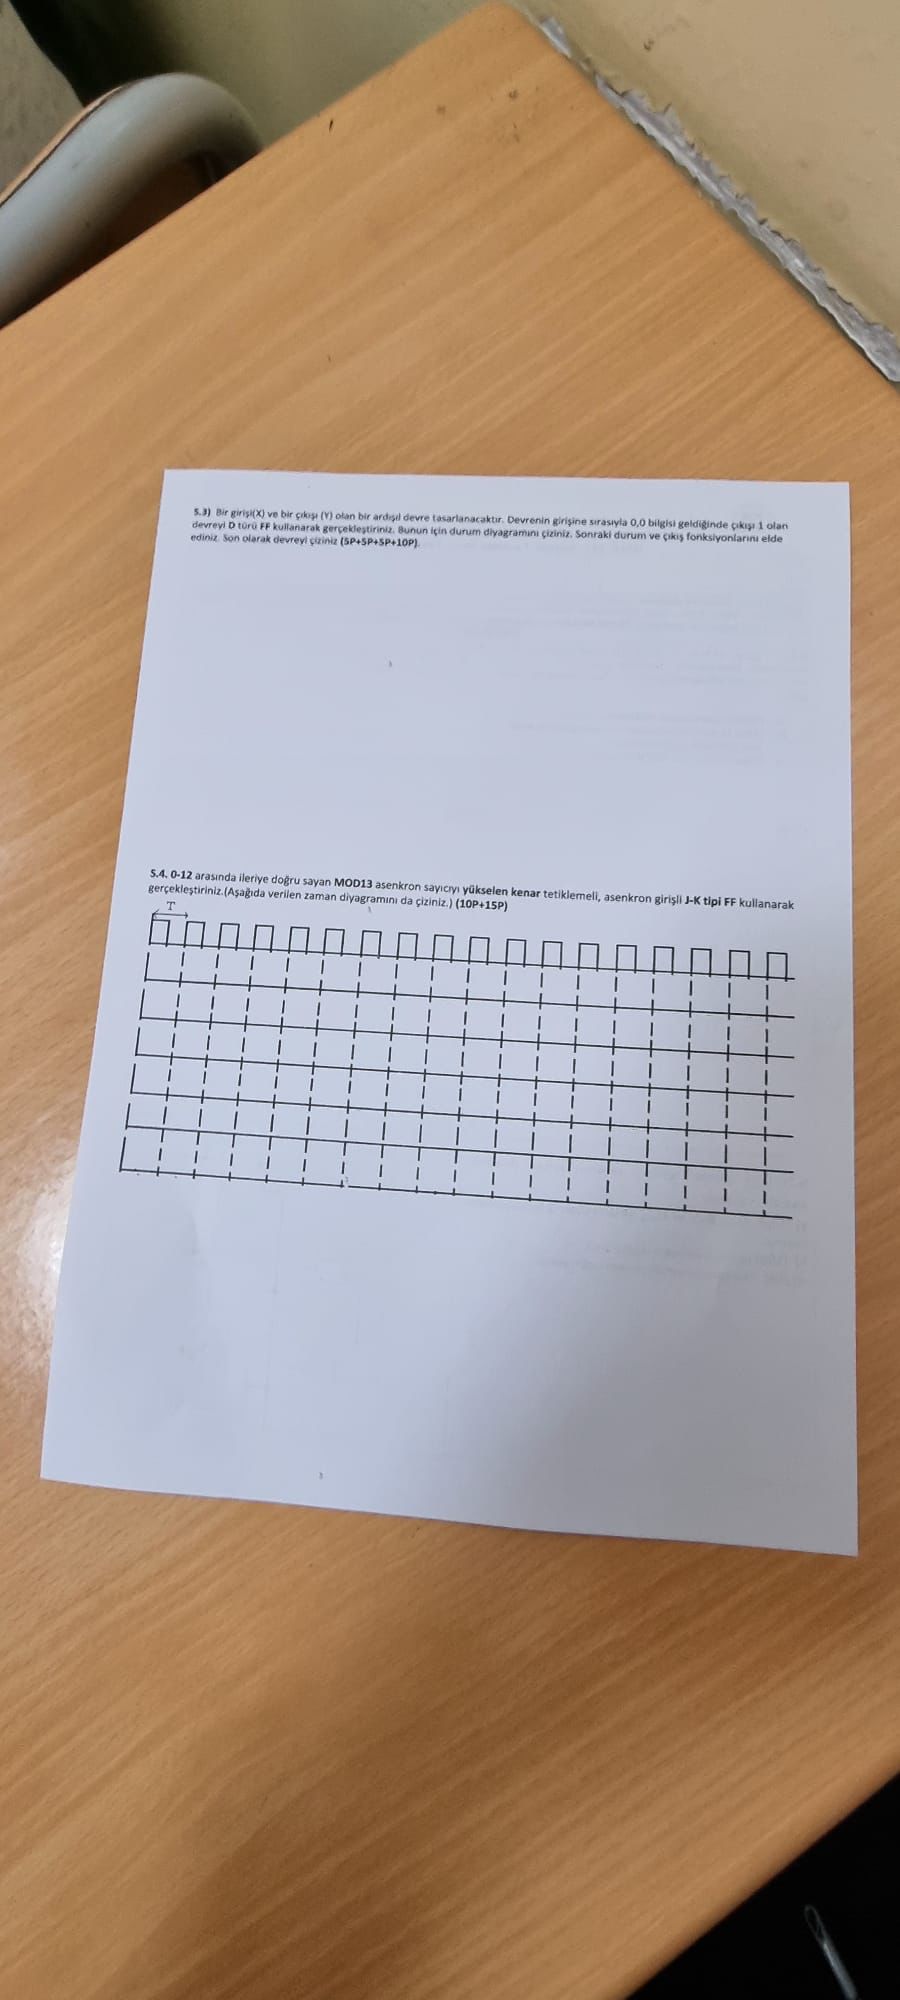 S.3) Bir girişi(X) ve bir çıkışı (Y) olan bir ardışıl devre tasarlanacaktır. Devrenin girişine sırasıyla 0,0 bilgisi geldiğinde çıkışı 1 olan
devreyi D türü FF kullanarak gerçekleştiriniz. Bunun için durum diyagramını çiziniz. Sonraki durum ve çıkış fonksiyonlarını elde
ediniz. Son olarak devreyi çiziniz (5P+5P+5P+10P).
S.4. 0-12 arasında ileriye doğru sayan MOD13 asenkron sayıcıyı yükselen kenar tetiklemeli, asenkron girişli J-K tipi FF kullanarak
gerçekleştiriniz.(Aşağıda verilen zaman diyagramını da çiziniz.) (10P+15P)
T